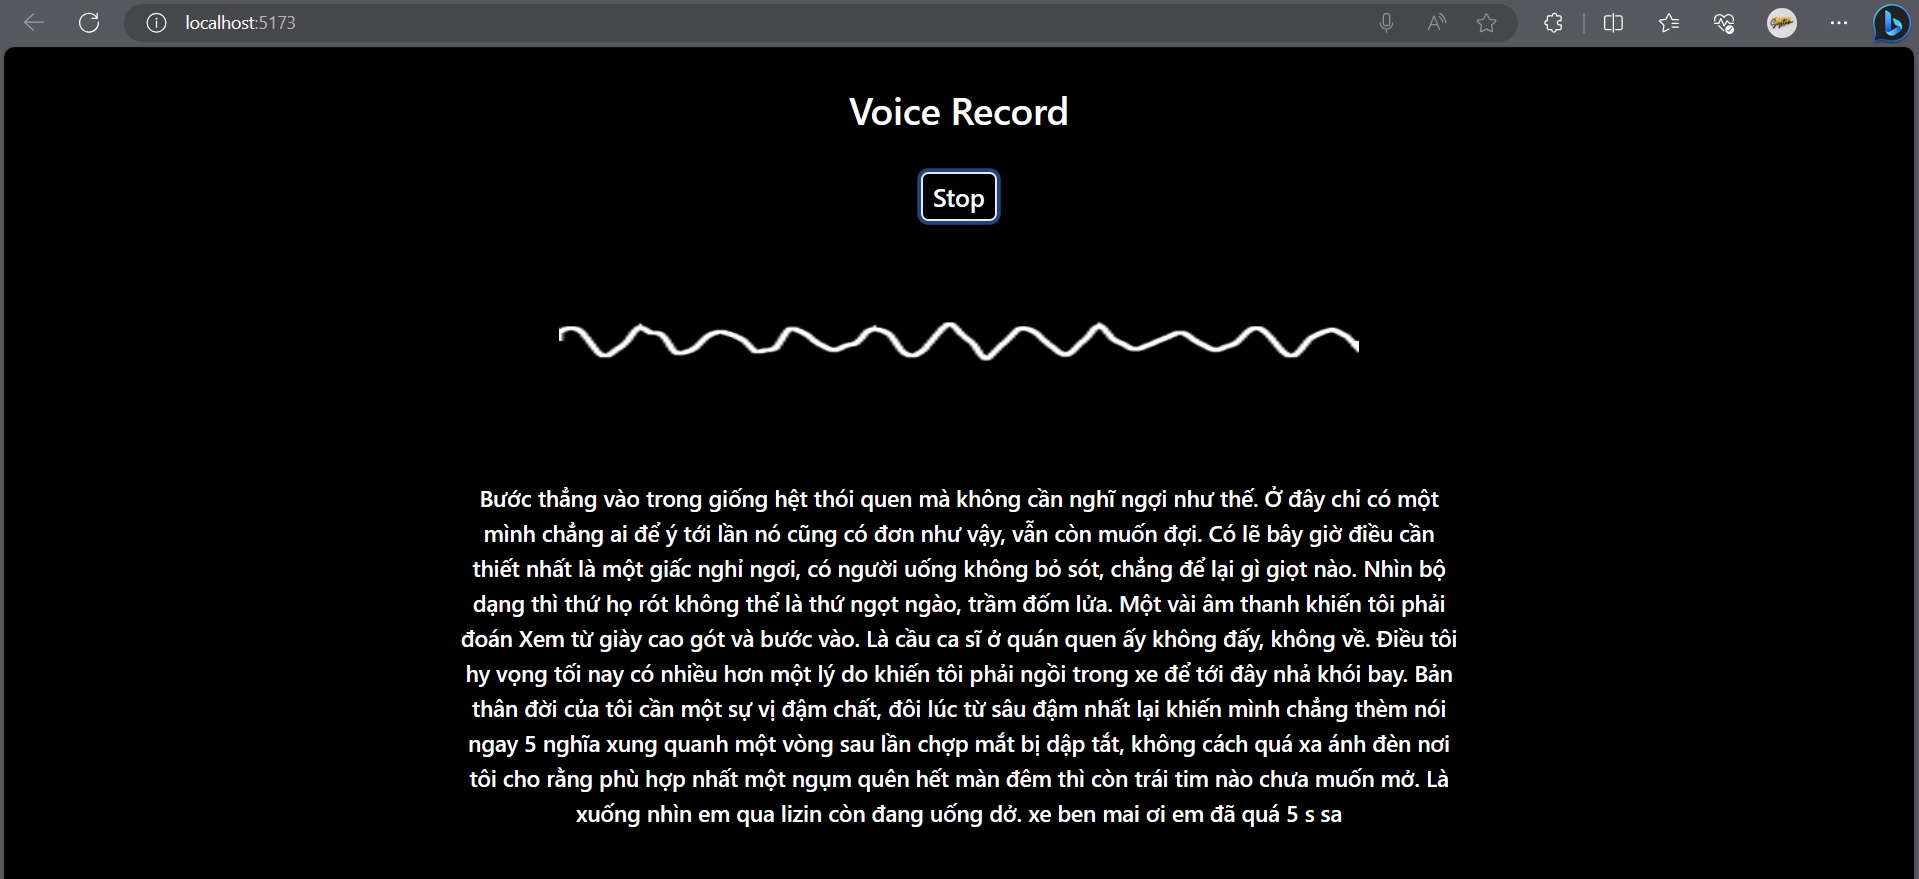 localhost:5173
Voice Record
Stop
Bước thẳng vào trong giống hệt thói quen mà không cần nghĩ ngợi như thế. Ở đây chỉ có một
mình chẳng ai để ý tới lần nó cũng có đơn như vậy, vẫn còn muốn đợi. Có lẽ bây giờ điều cần
thiết nhất là một giấc nghỉ ngơi, có người uống không bỏ sót, chẳng để lại gì giọt nào. Nhìn bộ
dạng thì thứ họ rót không thể là thứ ngọt ngào, trầm đốm lửa. Một vài âm thanh khiến tôi phải
đoán Xem từ giày cao gót và bước vào. Là cầu ca sĩ ở quán quen ấy không đấy, không về. Điều tôi
hy vọng tối nay có nhiều hơn một lý do khiến tôi phải ngồi trong xe để tới đây nhả khói bay. Bản
thân đời của tôi cần một sự vị đậm chất, đôi lúc từ sâu đậm nhất lại khiến mình chẳng thèm nói
ngay 5 nghĩa xung quanh một vòng sau lần chợp mắt bị dập tắt, không cách quá xa ánh đèn nơi
tôi cho rằng phù hợp nhất một ngụm quên hết màn đêm thì còn trái tim nào chưa muốn mở. Là
xuống nhìn em qua lizin còn đang uống dở. xe ben mai ơi em đã quá 5 s sa